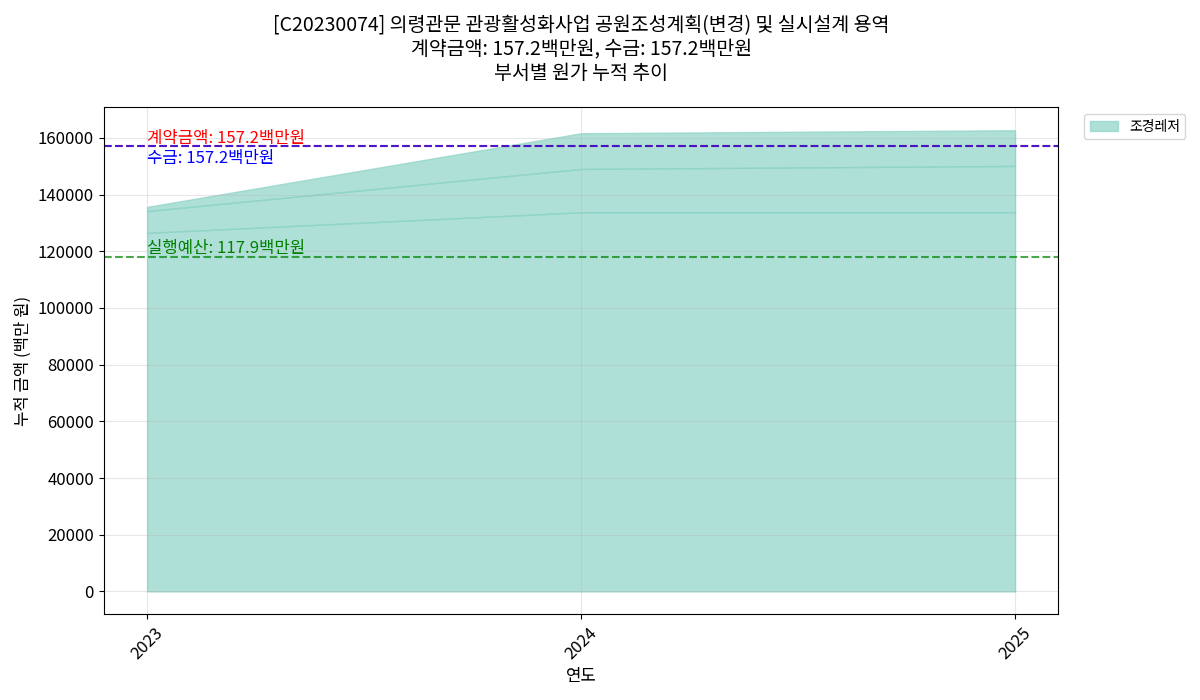 [C20230074] 의령관문 관광활성화사업 공원조성계획(변경) 및 실시설계 용역
계약금액: 157.2백만원, 수금: 157.2백만원
부서별 원가 누적 추이
조경레저
160000
계약금액: 157.2백만원
수금: 157.2백만원
140000
실행예산: 117.9백만원
120000
100000
80000
60000
40000
20000
0
누적 금액 (백만 원)
2023
2024
2025
연도